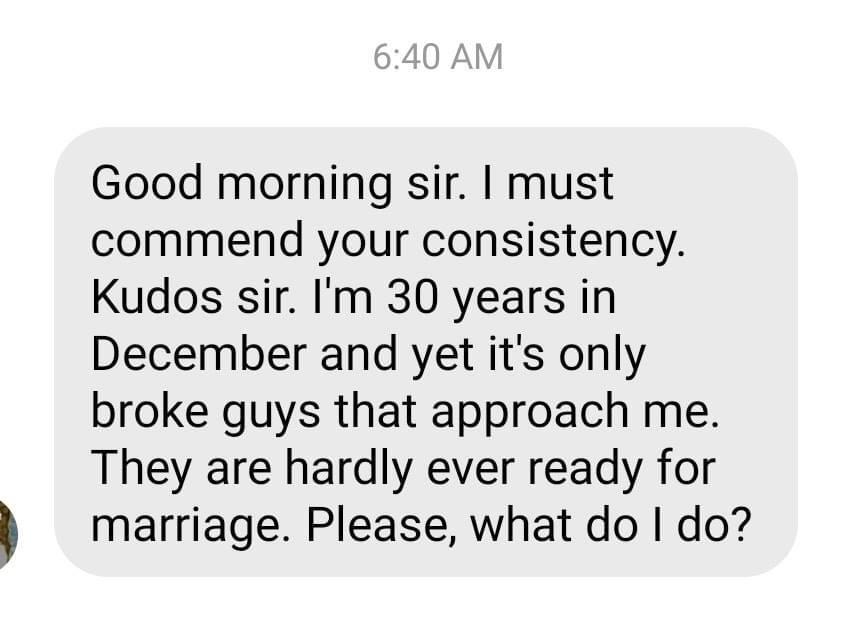 6:40 AM
Good morning sir. I must
commend your consistency.
Kudos sir. I'm 30 years in
December and yet it's only
broke guys that approach me.
They are hardly ever ready for
marriage. Please, what do I do?